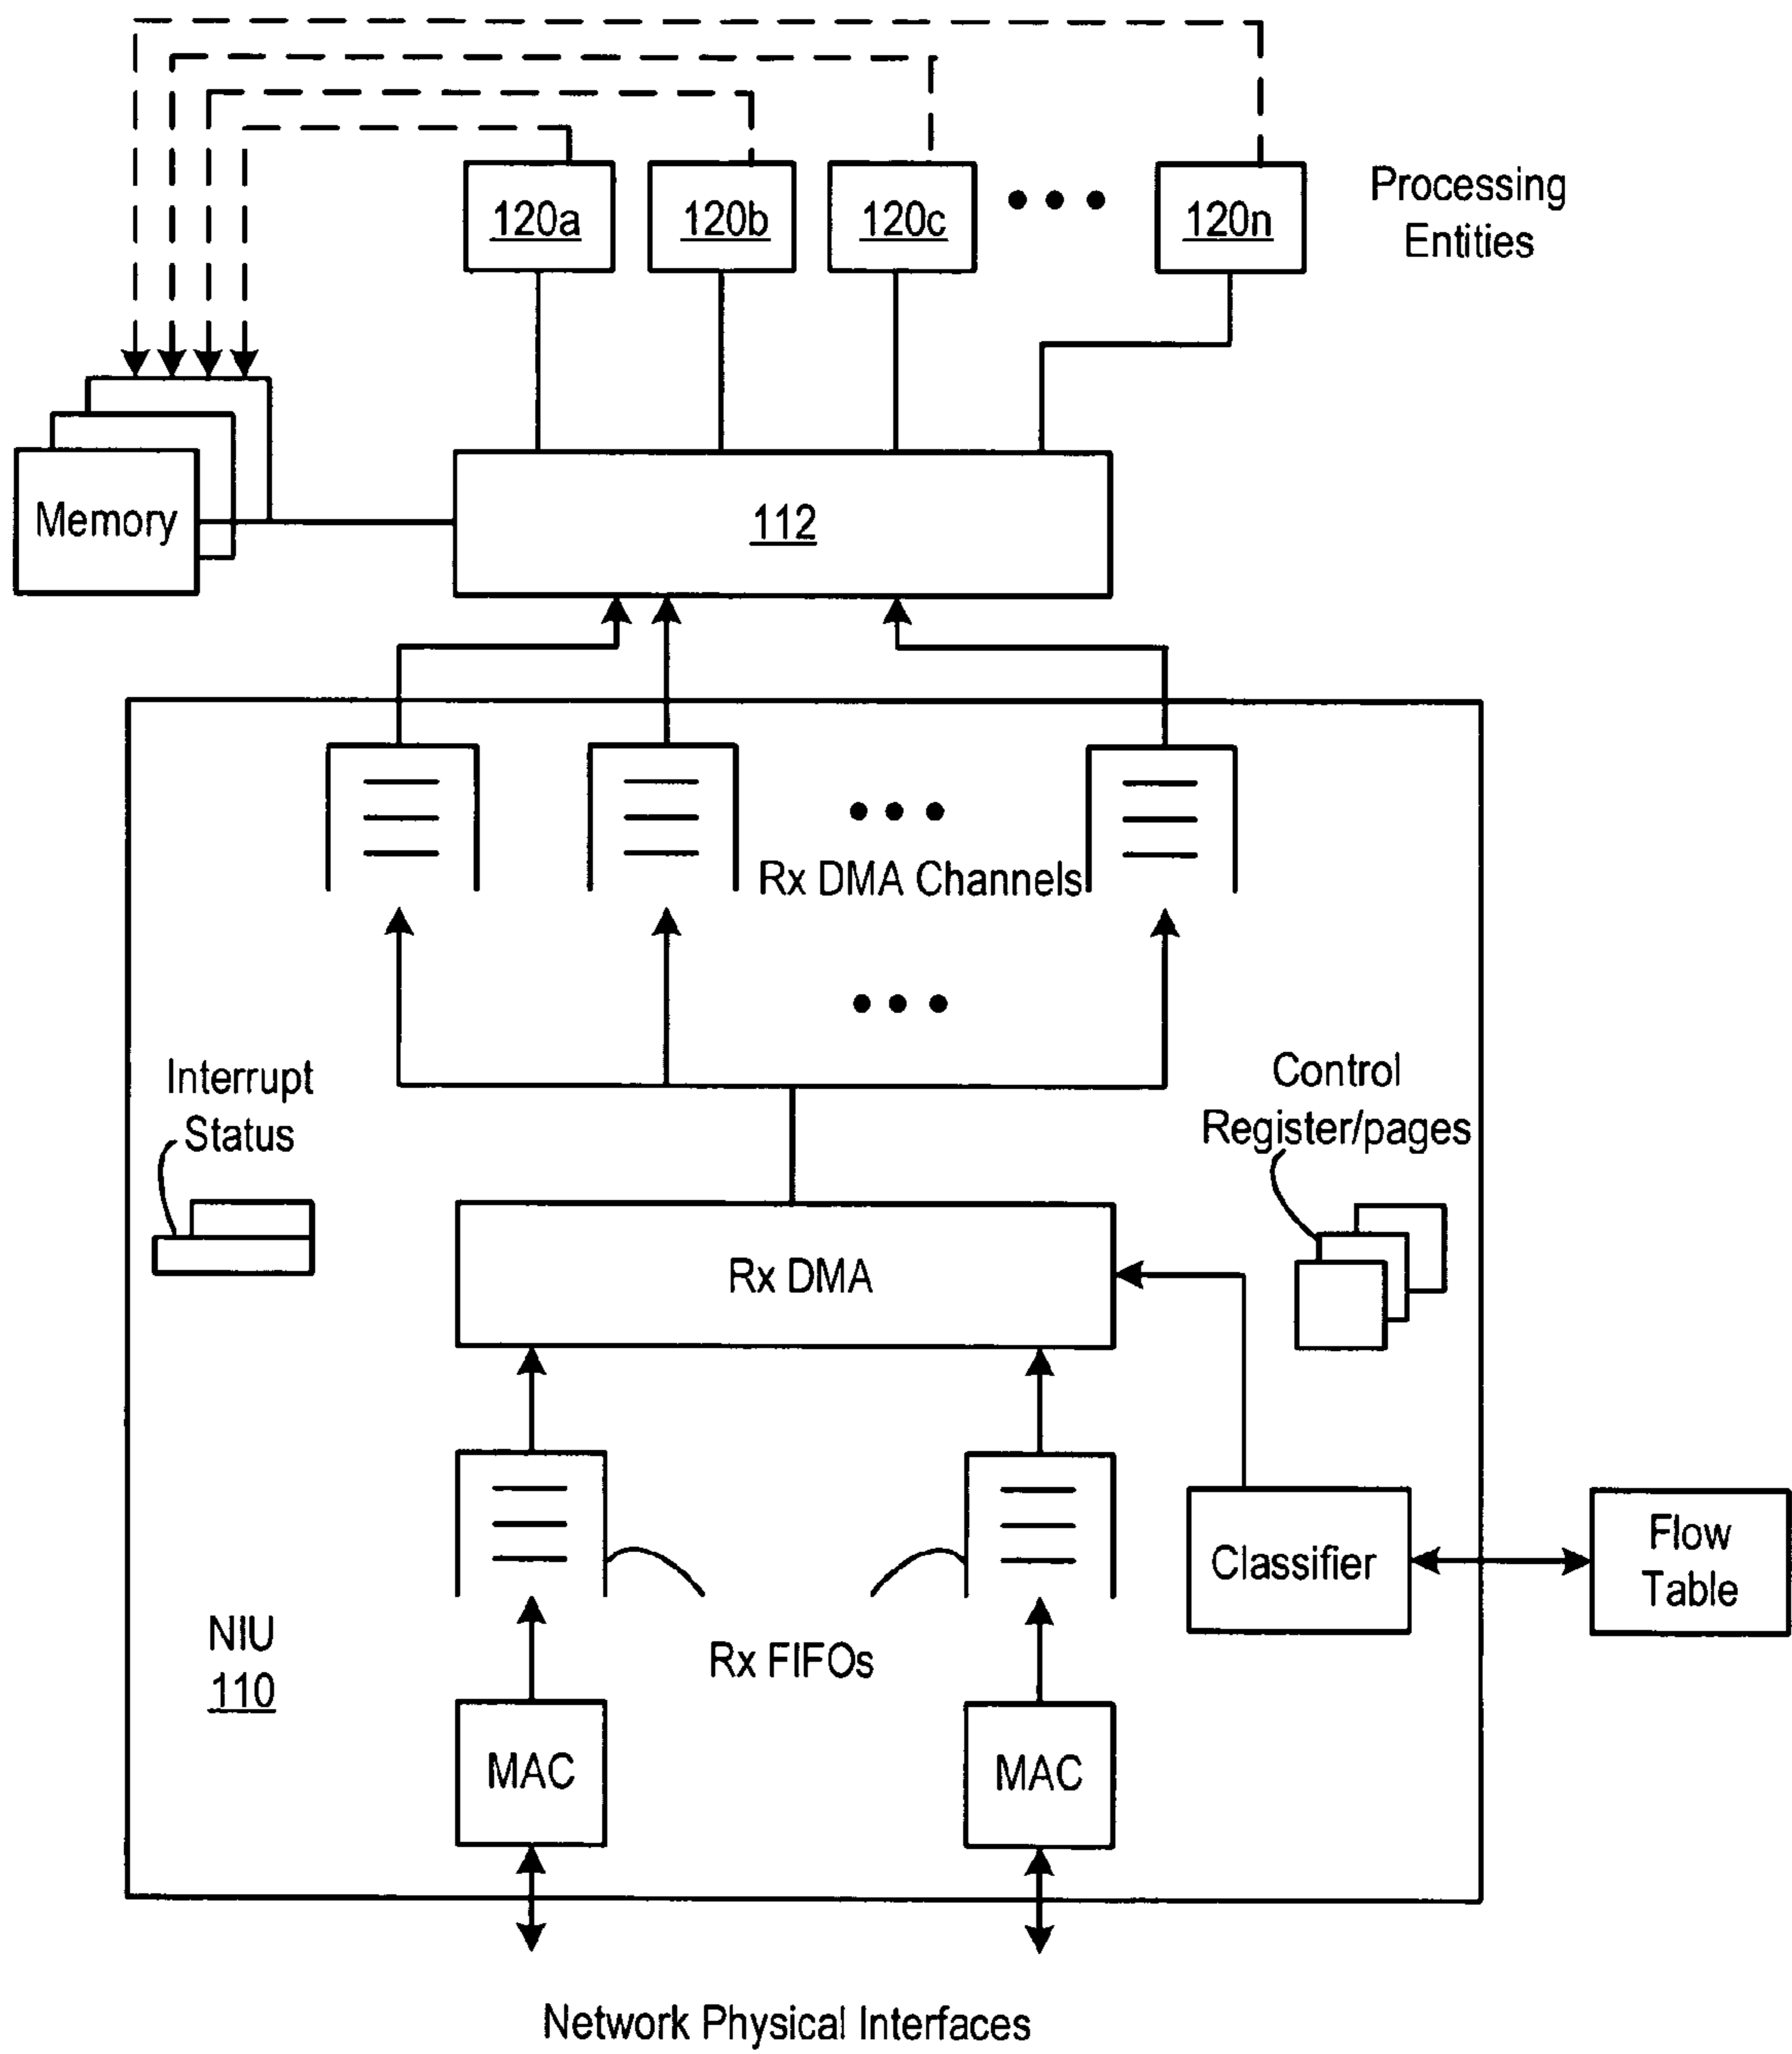 120a
120b
120c
120n
Processing
Entities
Memory
112
Rx DMA Channels
Interrupt
Status
Control
Register/pages
Rx DMA
Classifier
Flow
Table
NIU
110
Rx FIFOs
MAC
MAC
Network Physical Interfaces